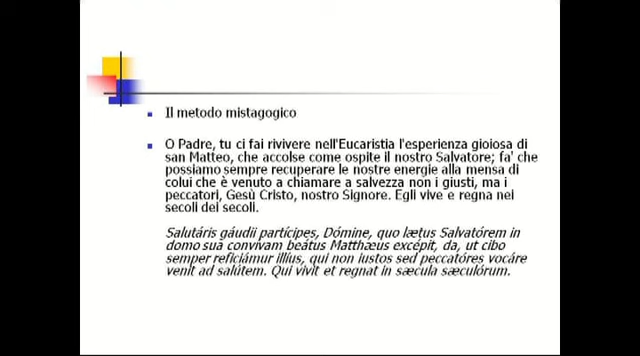 Il metodo mistagogico
O Padre, tu ci fai rivivere nell'Eucaristia l'esperienza gioiosa di
san Matteo, che accolse come ospite il nostro Salvatore; fa' che
possiamo sempre recuperare le nostre energie alla mensa di
colui che è venuto a chiamare a salvezza non i giusti, ma i
peccatori, Gesù Cristo, nostro Signore. Egli vive e regna nei
secoli dei secoli.
Salutáris gáudii partícipes, Dómine, quo lætus Salvatórem in
domo sua convivam beátus Matthæus excépit, da, ut cibo
semper reficiámur illíus, qui non iustos sed peccatóres vocáre
venit ad salútem. Qui vivit et regnat in sæcula sæculórum.